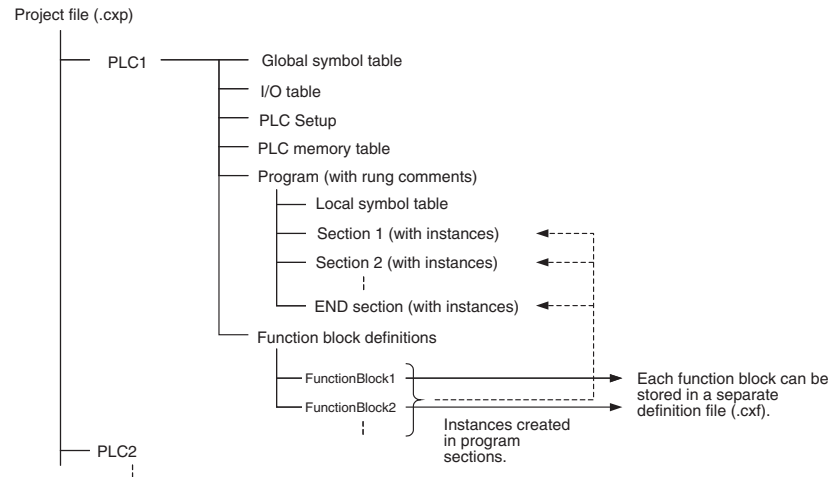 Project file (.cxp)
PLC1
Global symbol table
I/O table
PLC Setup
PLC memory table
Program (with rung comments)
Local symbol table
Section 1 (with instances)
Section 2 (with instances)
END section (with instances)
Function block definitions
FunctionBlock1
FunctionBlock2
Each function block can be
stored in a separate
definition file (.cxf).
Instances created
in program
sections.
PLC2